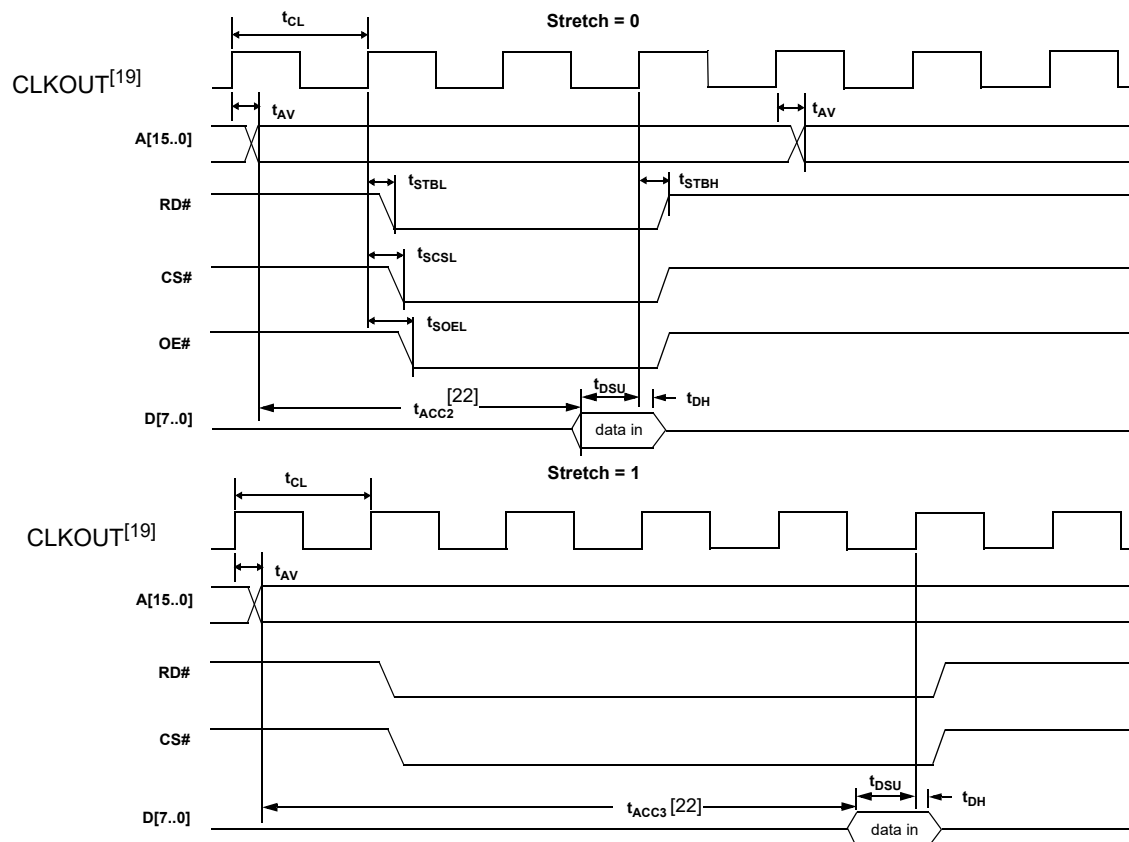 Stretch = 0
tCL
CLKOUT[19]
tAV
tAV
A[15..0]
tSTBL
tSTBH
RD#
tSCSL
CS#
tSOEL
OE#
tDSU
tACC2 [22]
tDH
D[7..0]
data in
Stretch = 1
tCL
CLKOUT[19]
tAV
A[15..0]
RD#
CS#
tDSU
tACC3 [22]
tDH
D[7..0]
data in